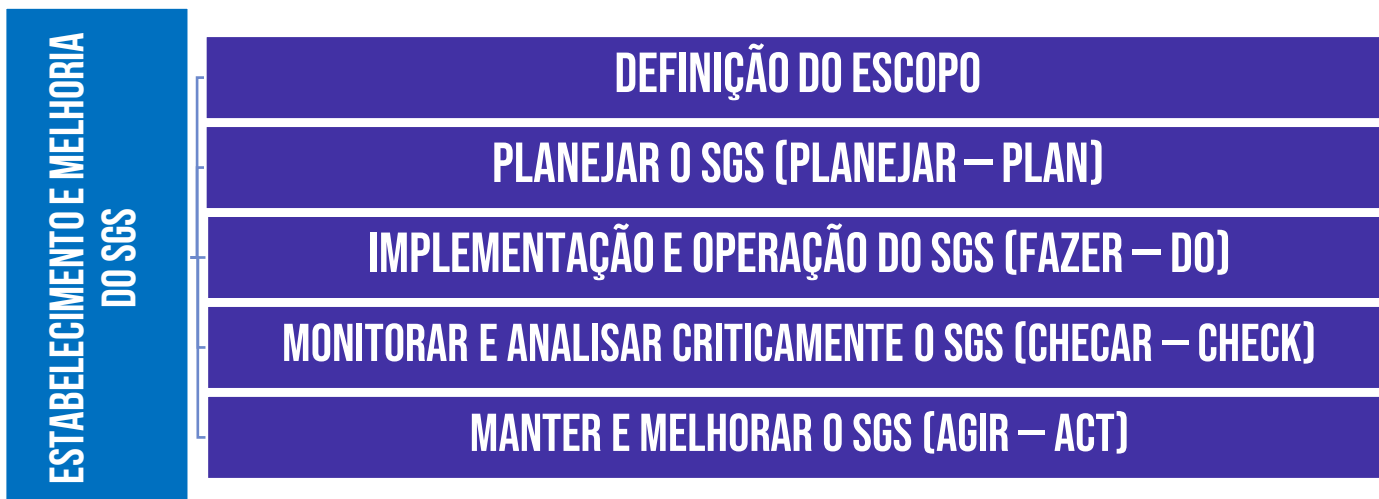 ESTABELECIMENTO E MELHORIA
DO SGS
DEFINIÇÃO DO ESCOPO
PLANEJAR O SGS (PLANEJAR – PLAN)
IMPLEMENTAÇÃO E OPERAÇÃO DO SGS (FAZER – DO)
MONITORAR E ANALISAR CRITICAMENTE O SGS (CHECAR – CHECK)
MANTER E MELHORAR O SGS (AGIR – ACT)